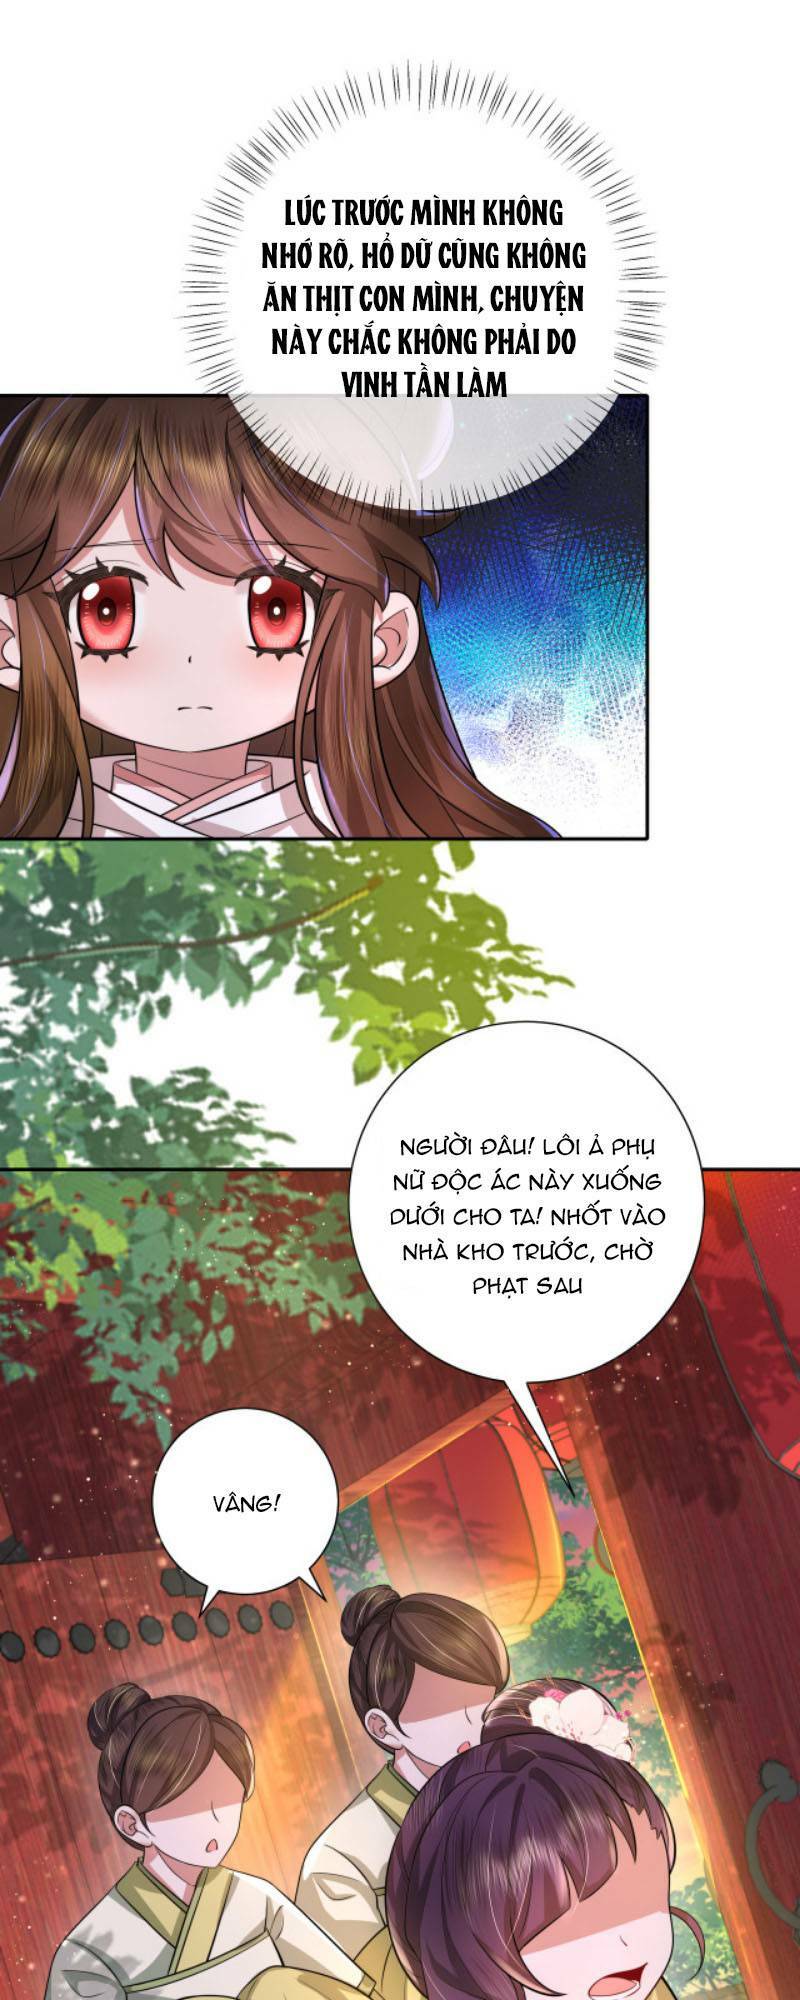 LÚC TRƯỚC MÌNH KHÔNG
NHỚ RÕ, HỔ DỮ CŨNG KHÔNG
ĂN THỊT CON MÌNH, CHUYỆN
NÀY CHẮC KHÔNG PHẢI DO
VINH TẦN LÀM
NGƯỜI ĐÂU! LÔI Ả PHỤ
NỮ ĐỘC ÁC NÀY XUỐNG
DƯỚI CHO TA! NHỐT VÀO
NHÀ KHO TRƯỚC, CHỜ
PHẠT SAU
VÂNG!